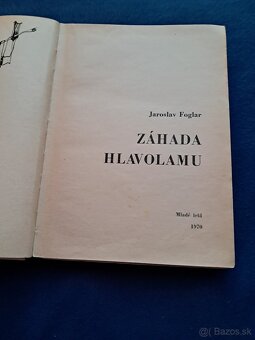 Jaroslav Foglar
ZÁHADA
HLAVOLAMU
Mladé letá
1970
© Bazos.sk